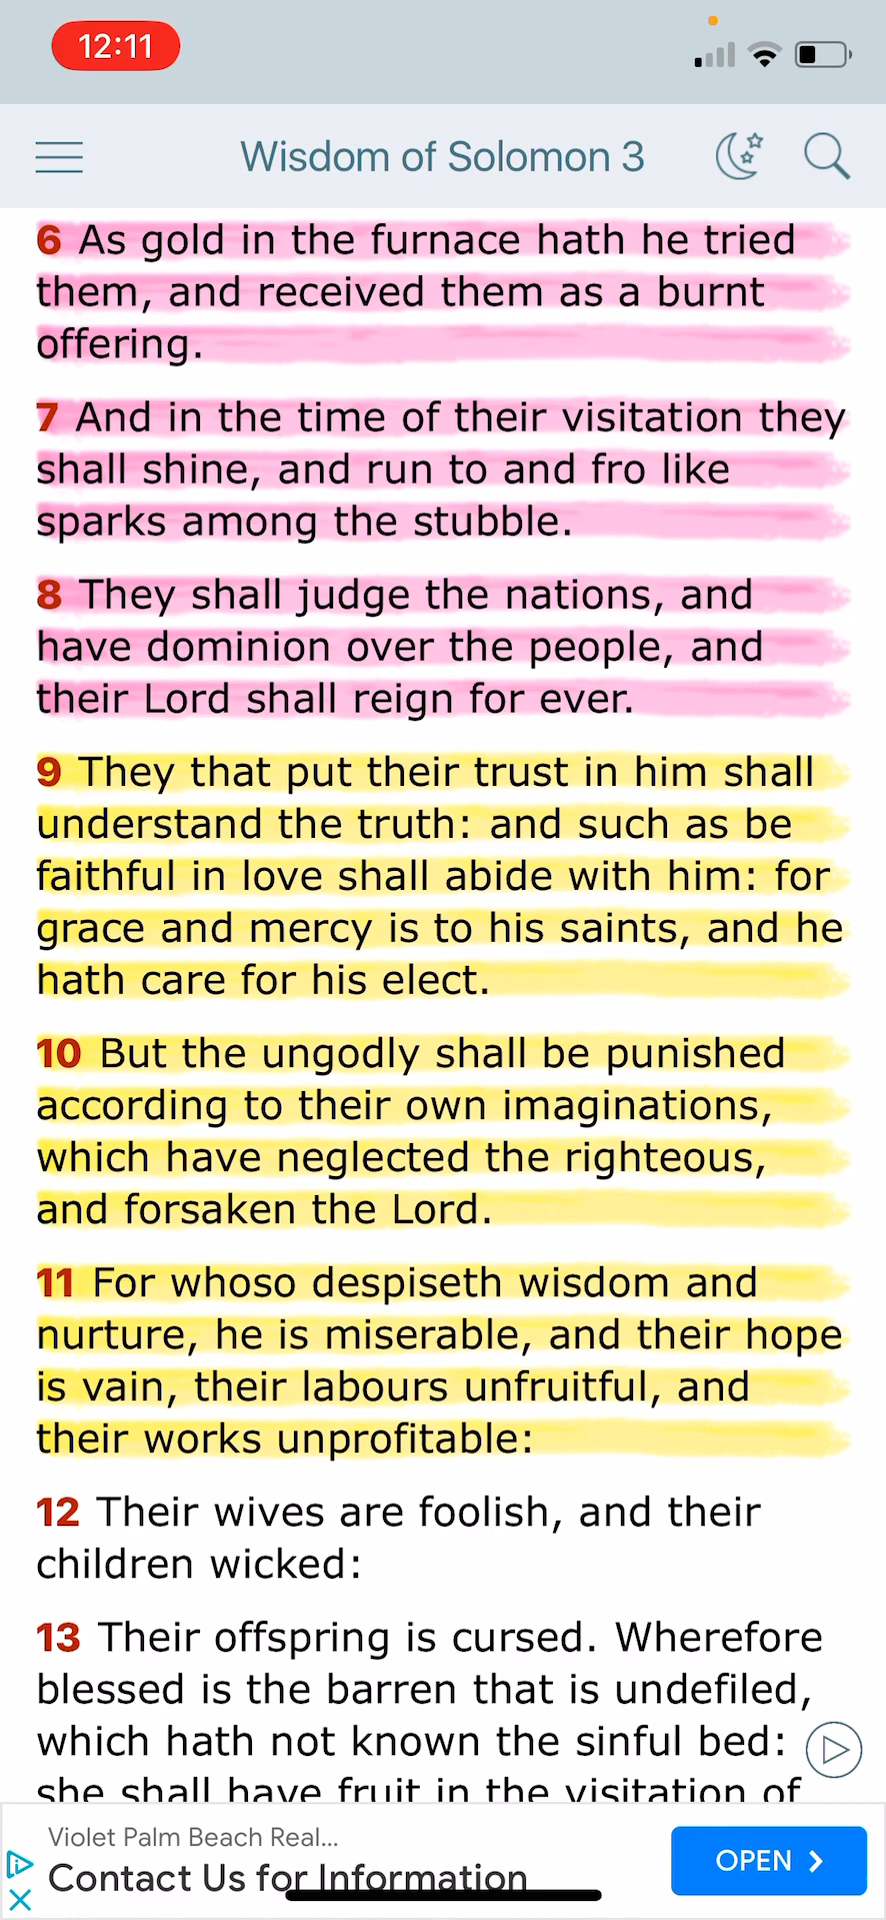 12:11
Wisdom of Solomon 3
6 As gold in the furnace hath he tried
them, and received them as a burnt
offering.
7 And in the time of their visitation they
shall shine, and run to and fro like
sparks among the stubble.
8 They shall judge the nations, and
have dominion over the people, and
their Lord shall reign for ever.
9 They that put their trust in him shall
understand the truth: and such as be
faithful in love shall abide with him: for
grace and mercy is to his saints, and he
hath care for his elect.
10 But the ungodly shall be punished
according to their own imaginations,
which have neglected the righteous,
and forsaken the Lord.
11 For whoso despiseth wisdom and
nurture, he is miserable, and their hope
is vain, their labours unfruitful, and
their works unprofitable:
12 Their wives are foolish, and their
children wicked:
13 Their offspring is cursed. Wherefore
blessed is the barren that is undefiled,
which hath not known the sinful bed:
she shall have fruit in the visitation of
Violet Palm Beach Real...
Contact Us for Information
OPEN